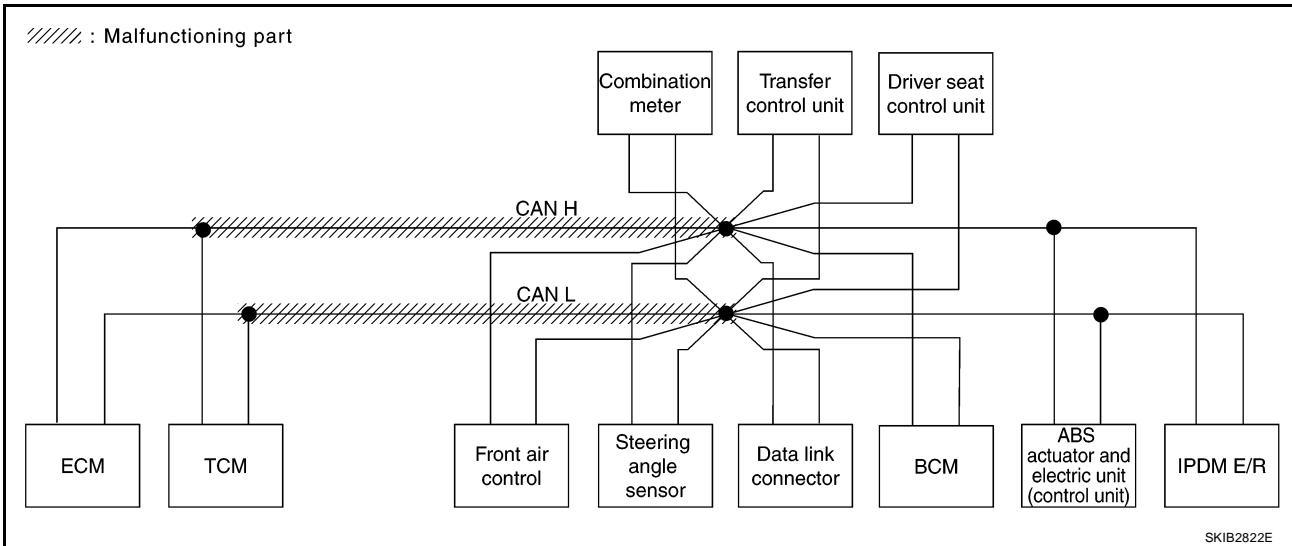 : Malfunctioning part
Combination
meter
Transfer
control unit
Driver seat
control unit
CAN H
CAN L
ECM
TCM
Front air
control
Steering
angle
sensor
Data link
connector
BCM
ABS
actuator and
electric unit
(control unit)
IPDM E/R
SKIB2822E